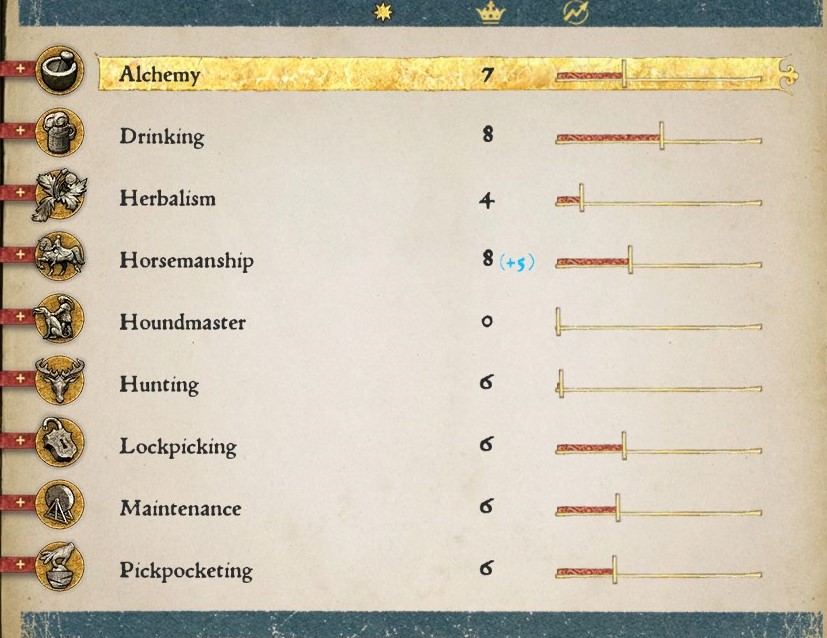 Alchemy 7
Drinking 8
Herbalism 4
Horsemanship 8 (+5)
Houndmaster 0
Hunting 6
Lockpicking 6
Maintenance 6
Pickpocketing 6